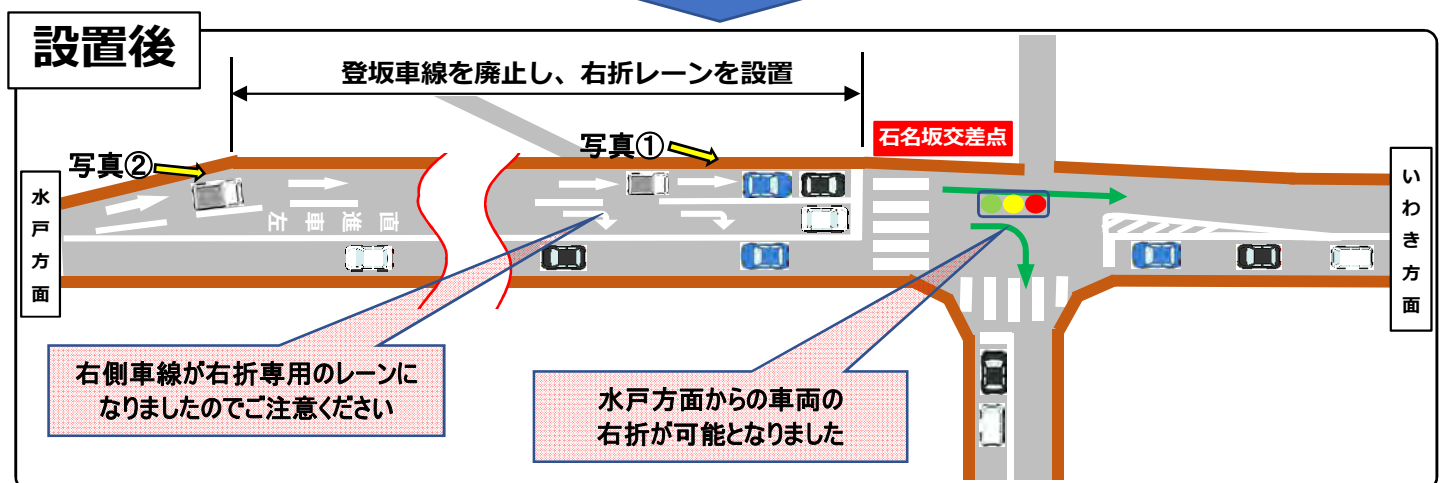 設置後
登坂車線を廃止し、右折レーンを設置
写真①
石名坂交差点
写真②
水戸方面
いわき方面
直進車左
右側車線が右折専用のレーンに
なりましたのでご注意ください
水戸方面からの車両の
右折が可能となりました